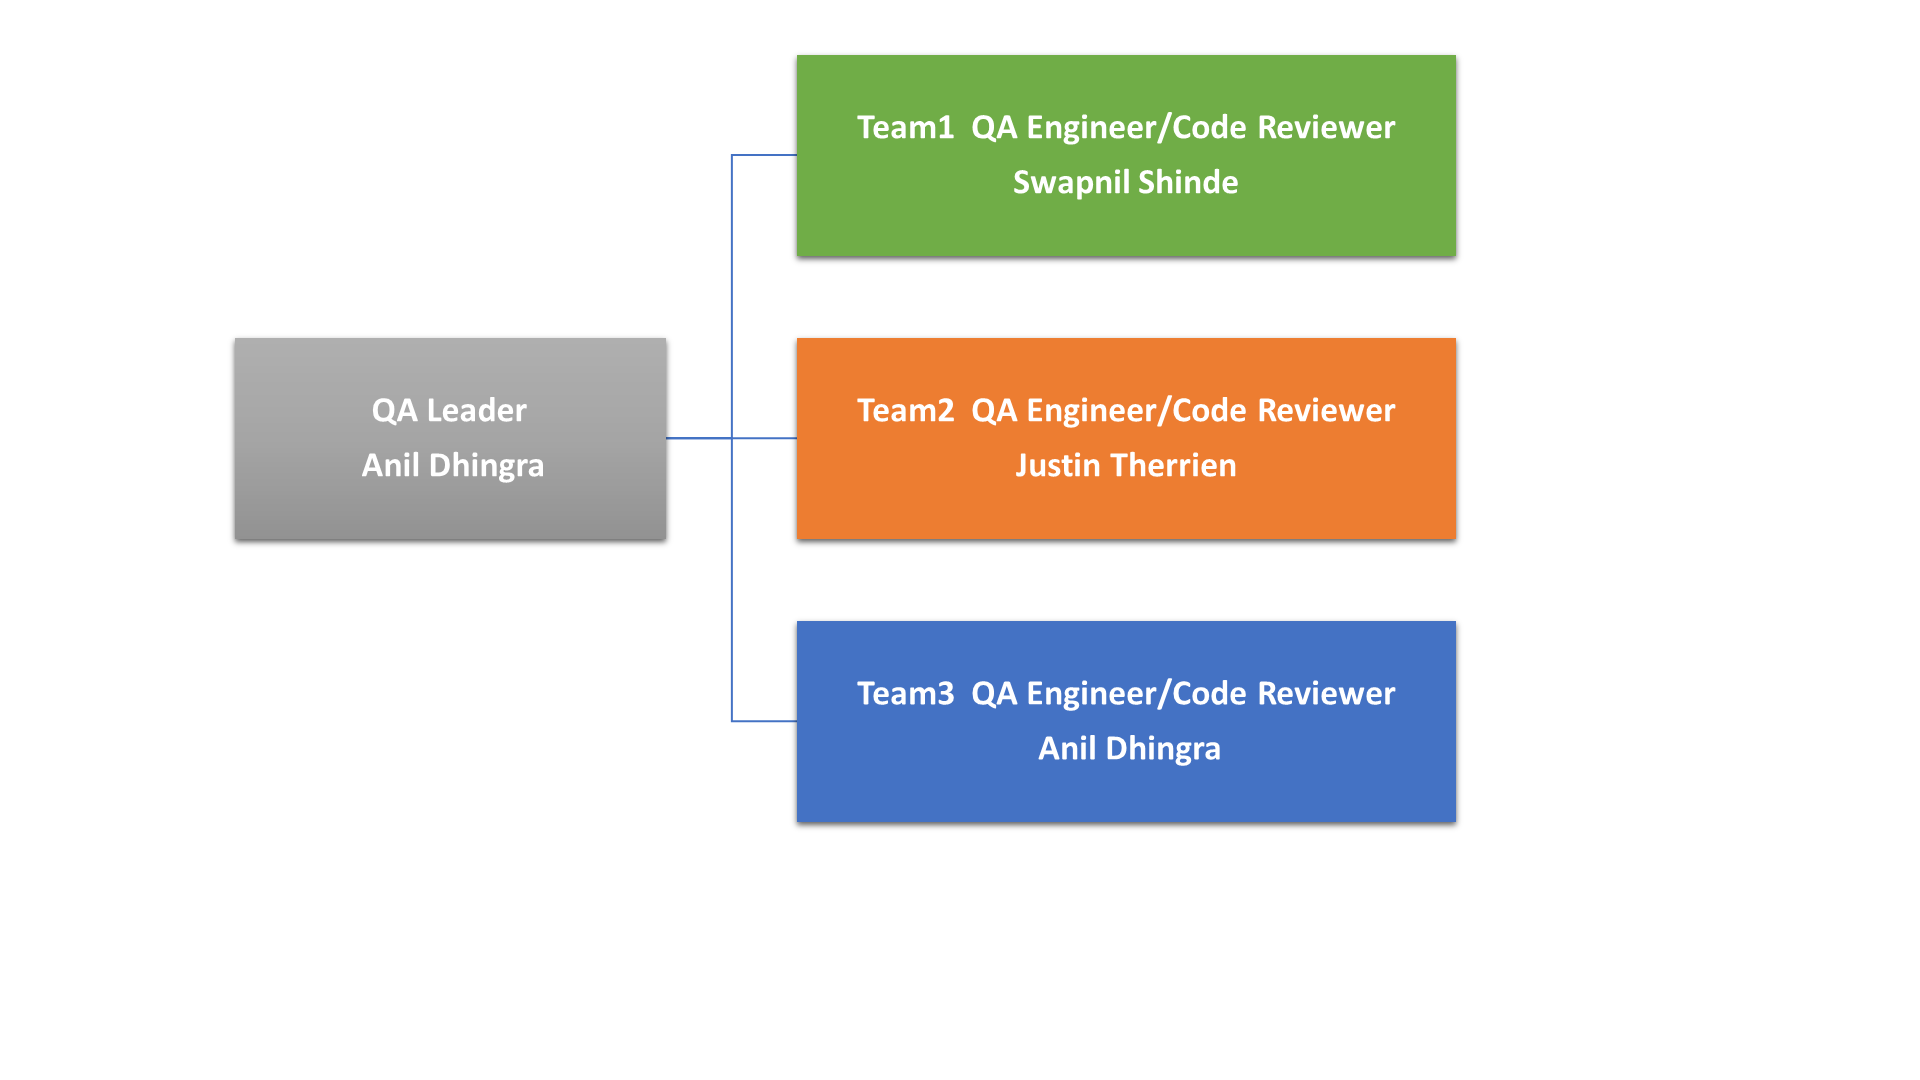 Team1  QA Engineer/Code Reviewer
Swapnil Shinde
QA Leader
Anil Dhingra
Team2  QA Engineer/Code Reviewer
Justin Therrien
Team3  QA Engineer/Code Reviewer
Anil Dhingra